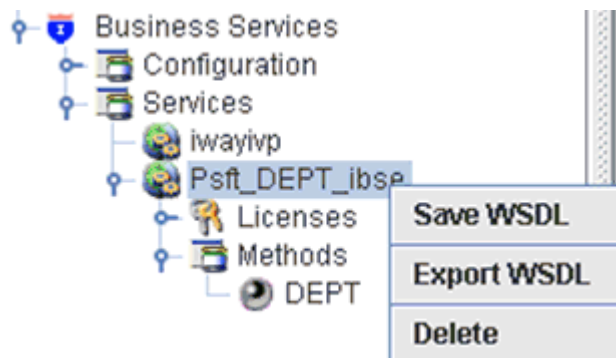 Business Services
Configuration
Services
iwayivp
Psft_DEPT_ibse
Licenses
Save WSDL
Methods
Export WSDL
DEPT
Delete